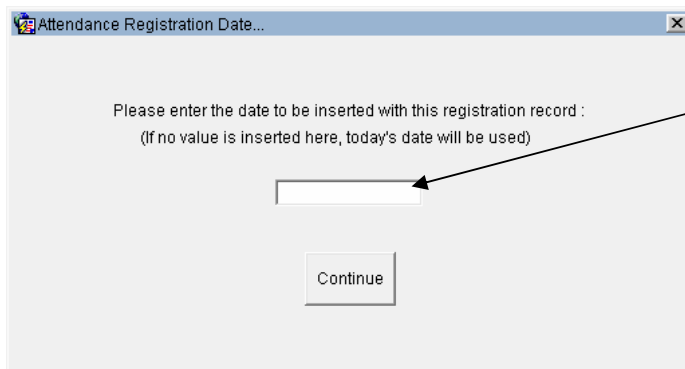 Attendance Registration Date...
Please enter the date to be inserted with this registration record :
(If no value is inserted here, today's date will be used)
Continue